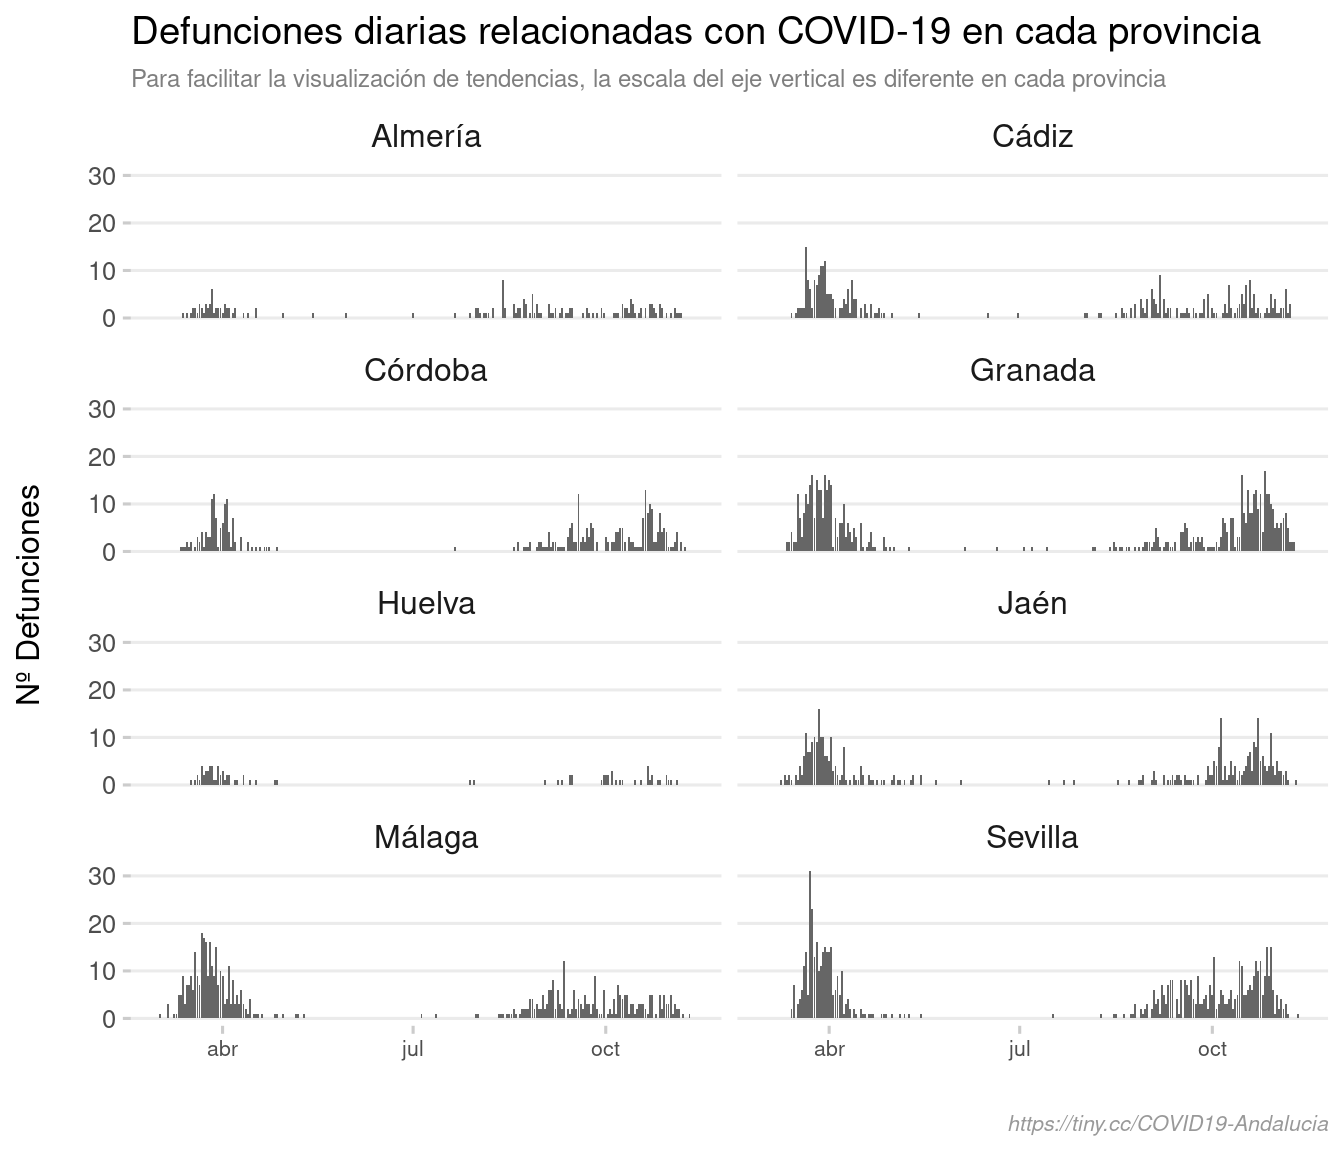 Defunciones diarias relacionadas con COVID-19 en cada provincia
Para facilitar la visualización de tendencias, la escala del eje vertical es diferente en cada provincia
Almería
Cádiz
30
20
10
0
Córdoba
Granada
30
20
10
0
Nº Defunciones
Huelva
Jaén
30
20
10
0
Málaga
Sevilla
30
20
10
0
abr
jul
oct
abr
jul
oct
https://tiny.cc/COVID19-Andalucia